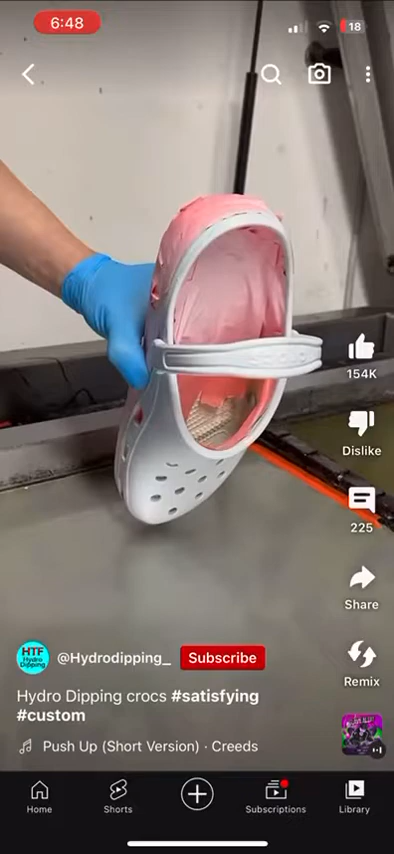 6:48
18
154K
Dislike
225
Share
Remix
HTF
Hydro
Dipping
@Hydrodipping_
Subscribe
Hydro Dipping crocs #satisfying
#custom
Push Up (Short Version) · Creeds
Home
Shorts
Subscriptions
Library